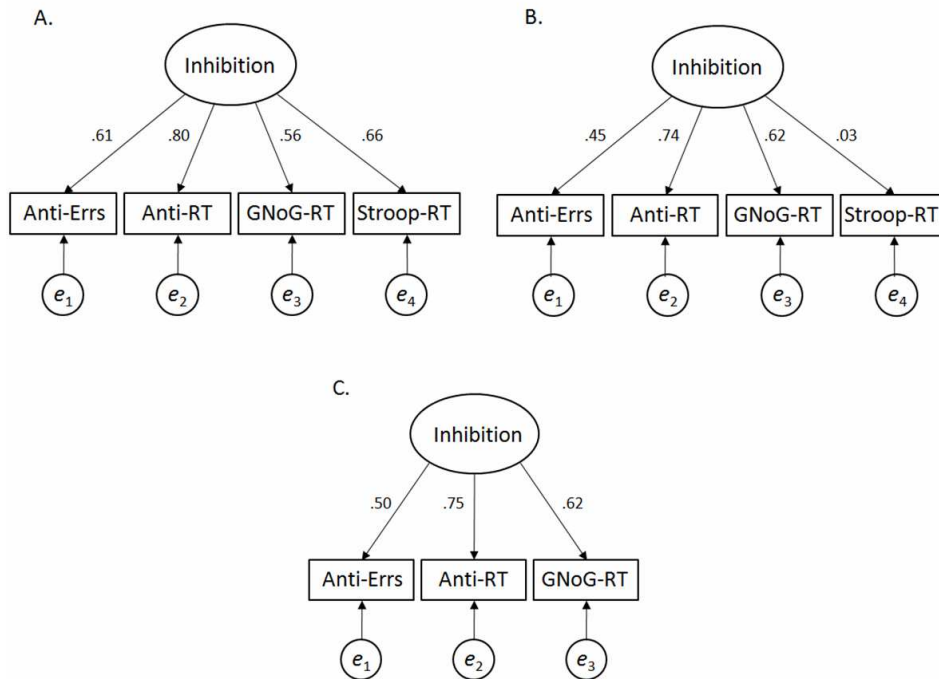 A.
Inhibition
.61 .80 .56 .66
Anti-Errs Anti-RT GNoG-RT Stroop-RT
e1 e2 e3 e4
B.
Inhibition
.45 .74 .62 .03
Anti-Errs Anti-RT GNoG-RT Stroop-RT
e1 e2 e3 e4
C.
Inhibition
.50 .75 .62
Anti-Errs Anti-RT GNoG-RT
e1 e2 e3